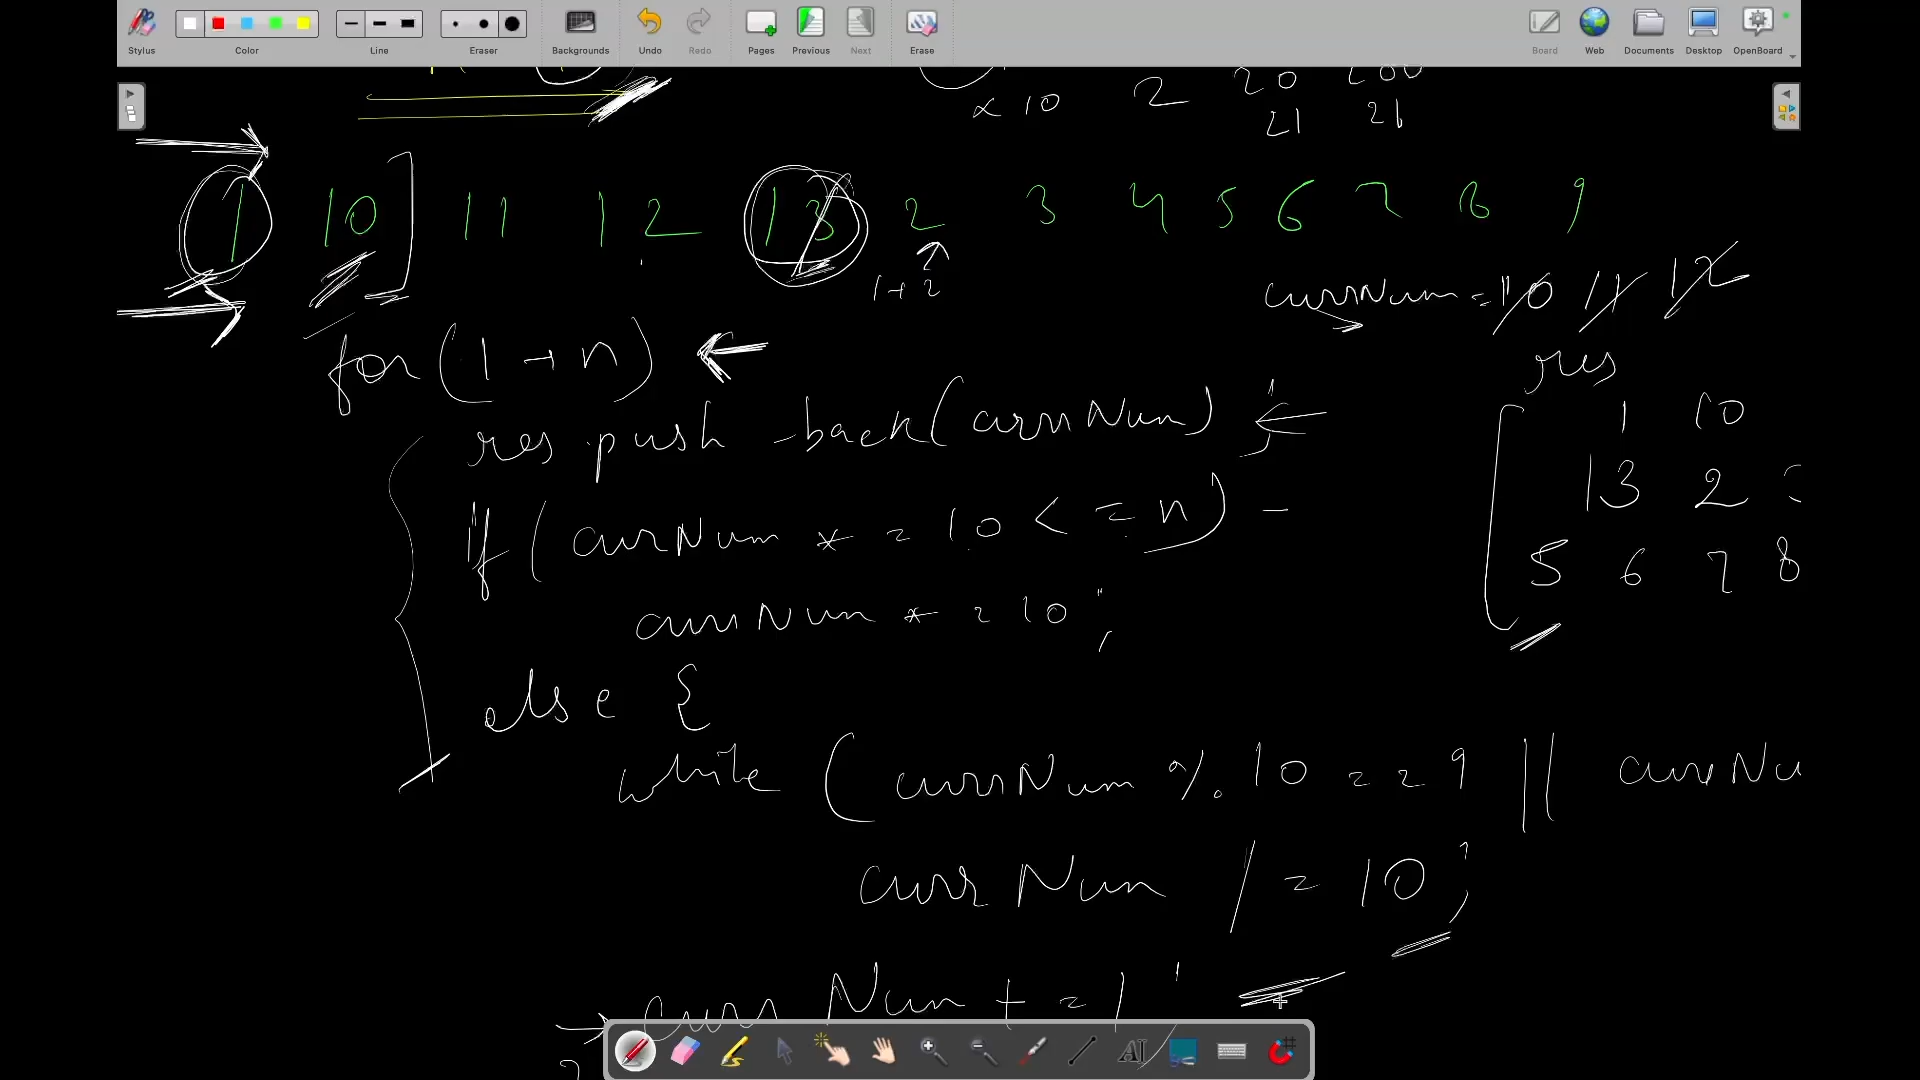 Stylus Color Line Eraser Backgrounds Undo Redo Pages Previous Next Erase Board Web Documents Desktop OpenBoard
x 10 2 20 200
21 21
1 10 11 12 13 2 3 4 5 6 7 8 9
1+2
currNum = 10 11 12
for (1 → n)
res
res.push-back(currNum)
1 10
if (currNum *= 10 <= n)
13 2
currNum *= 10;
5 6 7 8
else {
while (currNum % 10 == 9 || currNu
currNum /= 10;
→ currNum += 1